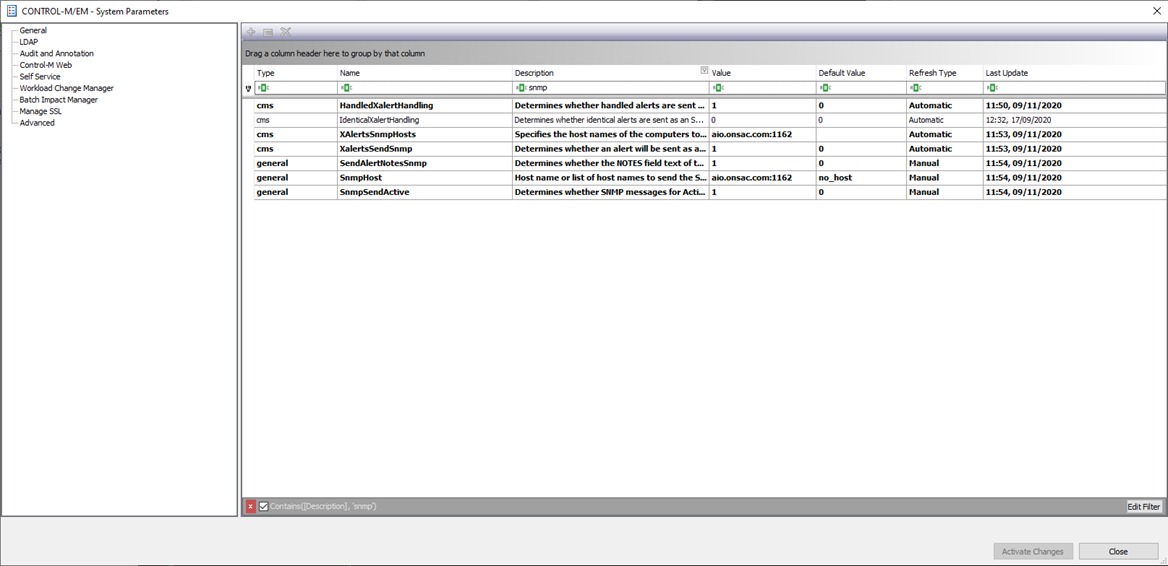 CONTROL-M/EM - System Parameters
General
LDAP
Audit and Annotation
Control-M Web
Self Service
Workload Change Manager
Batch Impact Manager
Manage SSL
Advanced
Drag a column header here to group by that column
Type Name Description Value Default Value Refresh Type Last Update
snmp
cms HandledXalertHandling Determines whether handled alerts are sent ... 1 0 Automatic 11:50, 09/11/2020
cms IdenticalXalertHandling Determines whether identical alerts are sent as an S... 0 0 Automatic 12:32, 17/09/2020
cms XAlertsSnmpHosts Specifies the host names of the computers to... aio.onsac.com:1162 Automatic 11:53, 09/11/2020
cms XalertsSendSnmp Determines whether an alert will be sent as a... 1 0 Automatic 11:53, 09/11/2020
general SendAlertNotesSnmp Determines whether the NOTES field text of t... 1 0 Manual 11:54, 09/11/2020
general SnmpHost Host name or list of host names to send the S... aio.onsac.com:1162 no_host Manual 11:54, 09/11/2020
general SnmpSendActive Determines whether SNMP messages for Acti... 1 0 Manual 11:54, 09/11/2020
x Contains([Description], 'snmp') Edit Filter
Activate Changes Close